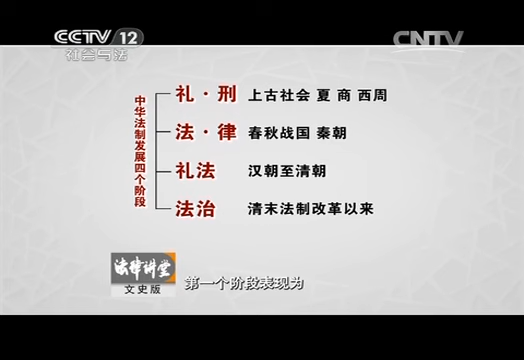 CCTV 12
社会与法
CNTV
中华法制发展四个阶段
礼·刑 上古社会 夏 商 西周
法·律 春秋战国 秦朝
礼法 汉朝至清朝
法治 清末法制改革以来
法律讲堂
文史版
第一个阶段表现为